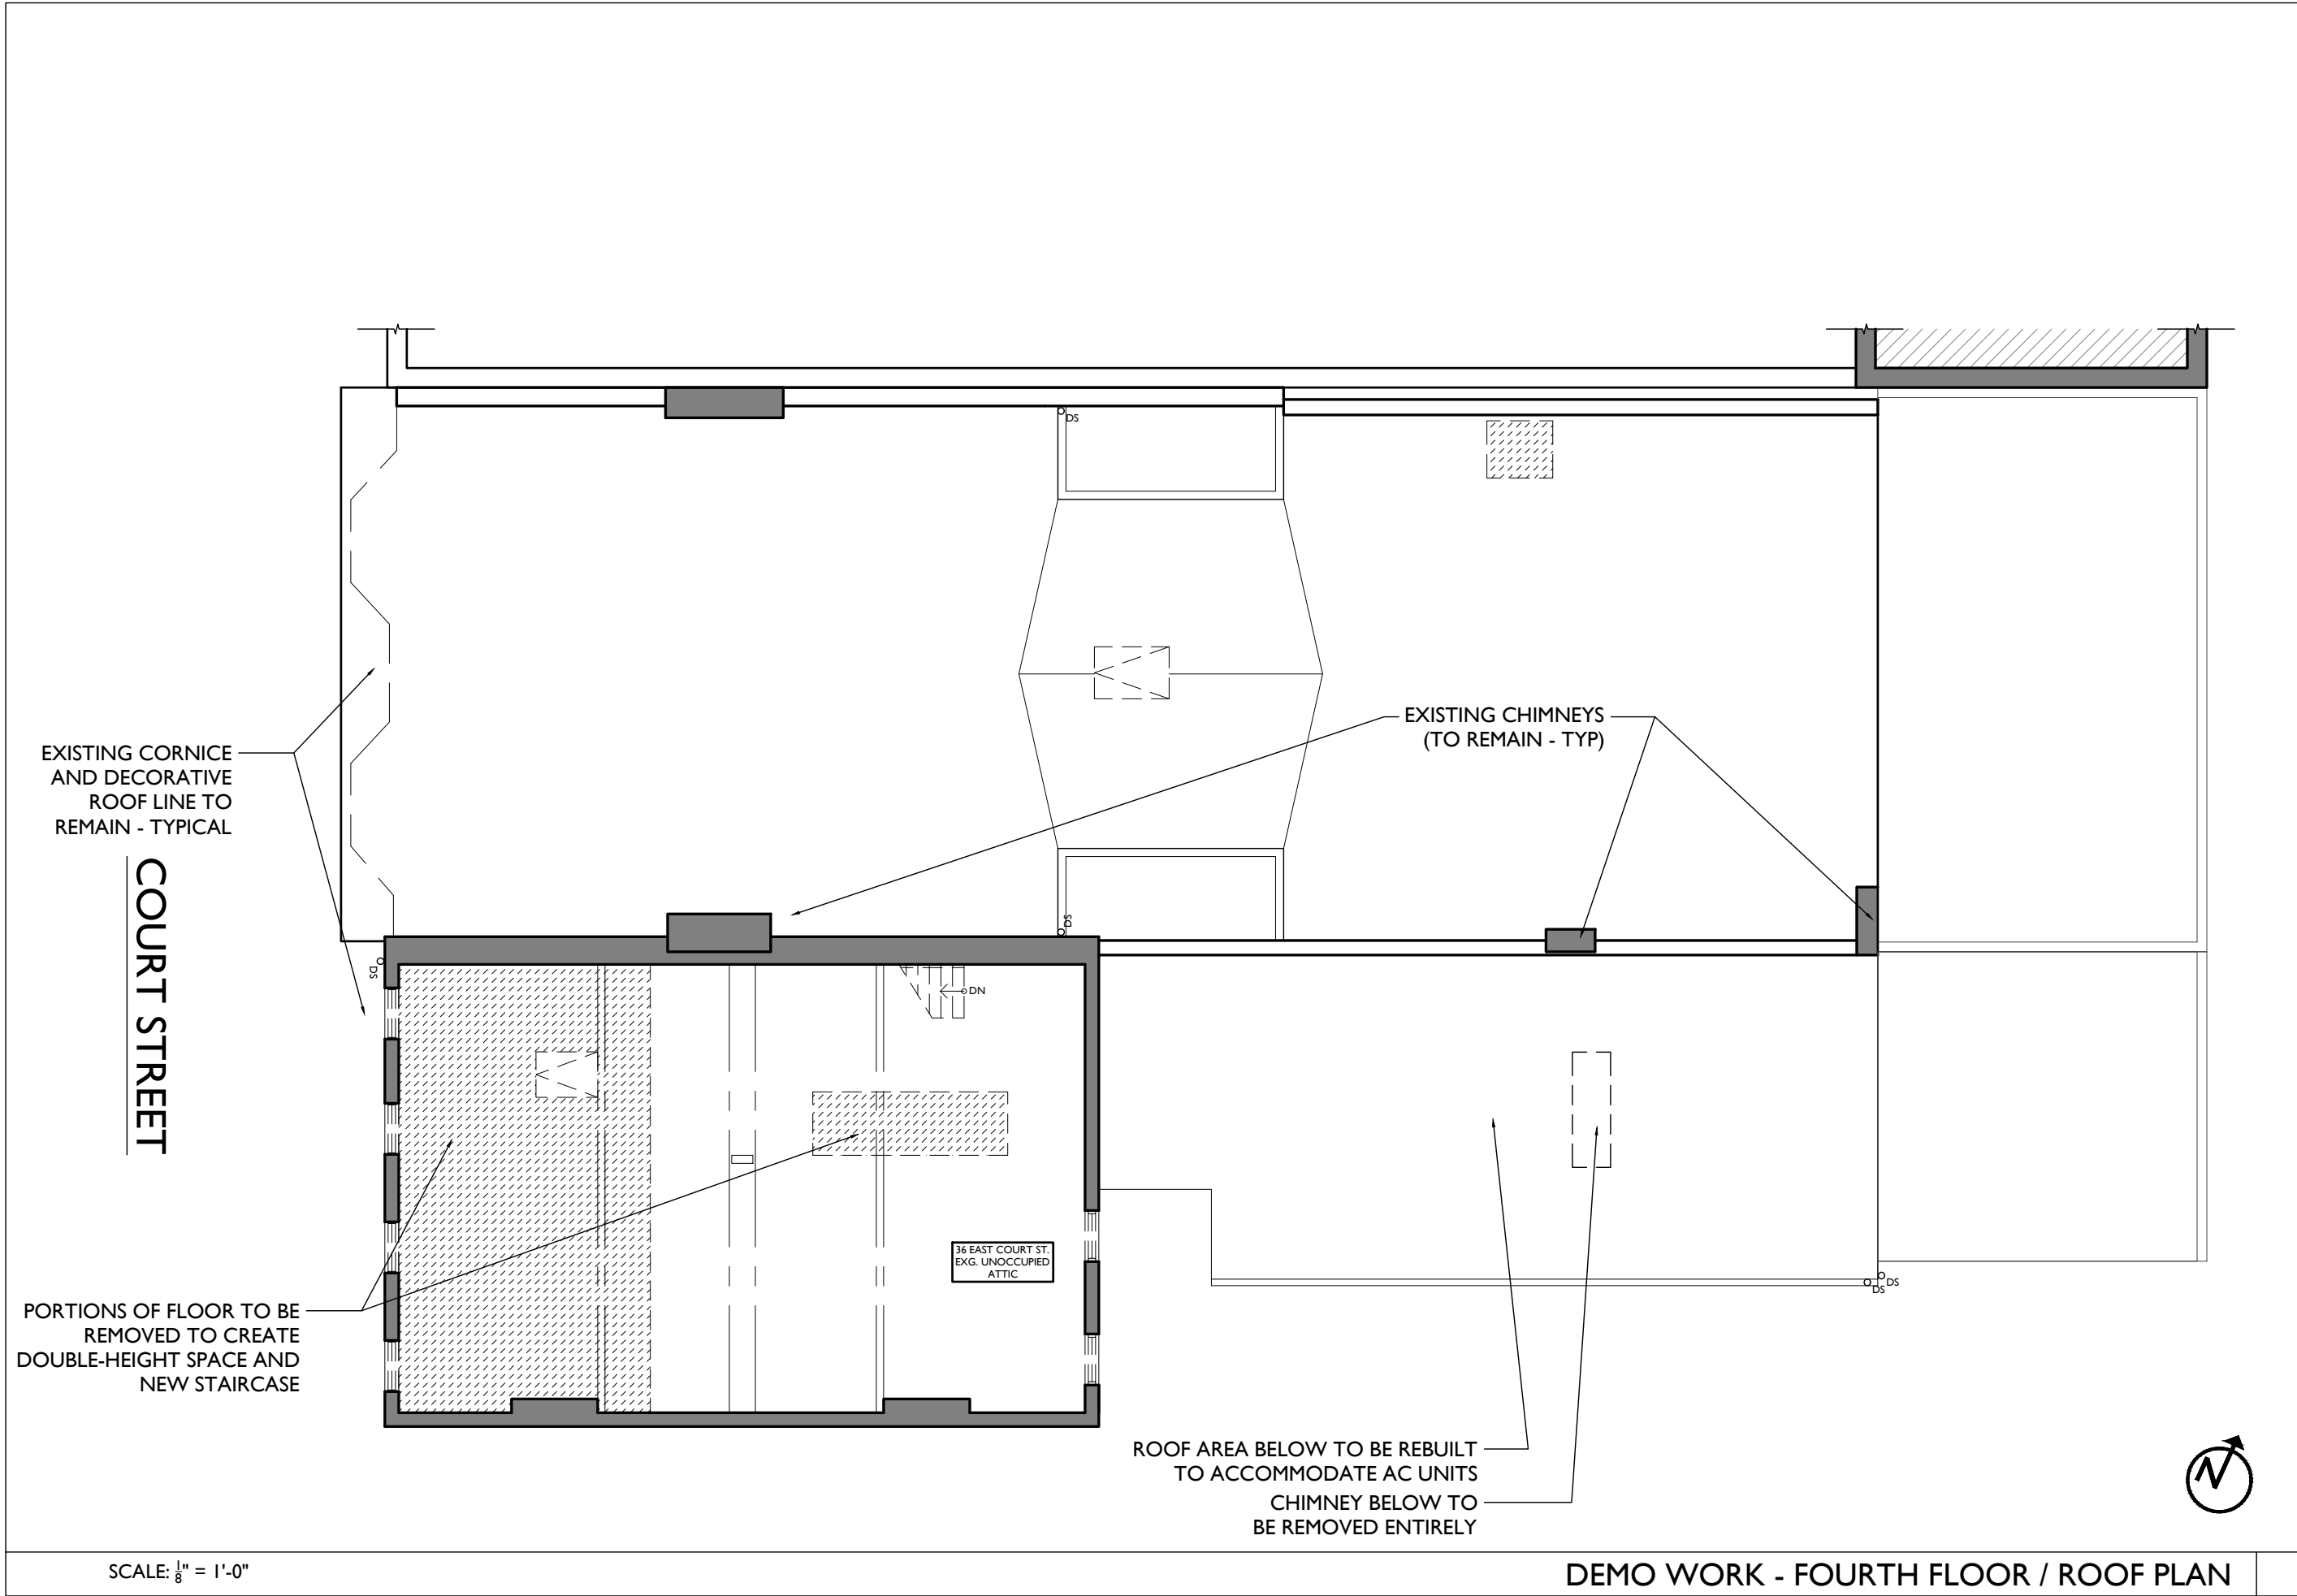 DS
EXISTING CHIMNEYS
(TO REMAIN - TYP)
EXISTING CORNICE
AND DECORATIVE
ROOF LINE TO
REMAIN - TYPICAL
COURT STREET
DS
DS
DN
36 EAST COURT ST.
EXG. UNOCCUPIED
ATTIC
DS
DS
PORTIONS OF FLOOR TO BE
REMOVED TO CREATE
DOUBLE-HEIGHT SPACE AND
NEW STAIRCASE
ROOF AREA BELOW TO BE REBUILT
TO ACCOMMODATE AC UNITS
CHIMNEY BELOW TO
BE REMOVED ENTIRELY
N
SCALE: 1/8" = 1'-0"
DEMO WORK - FOURTH FLOOR / ROOF PLAN